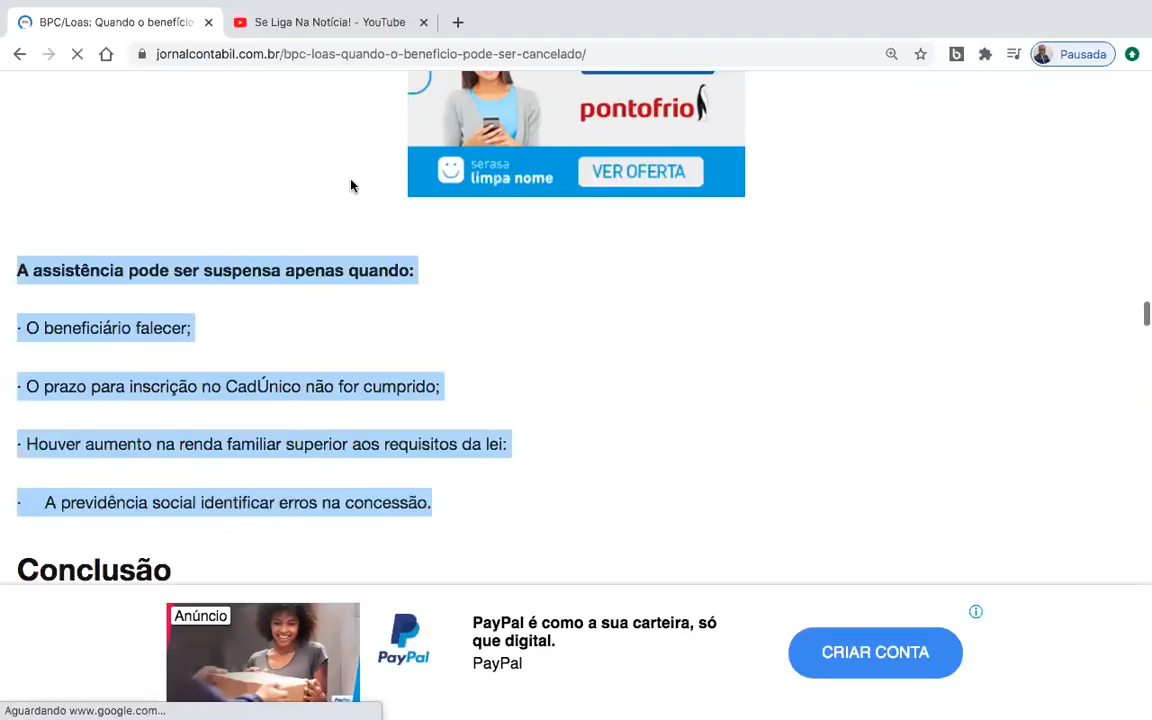 BPC/Loas: Quando o benefício
Se Liga Na Notícia! - YouTube
jornalcontabil.com.br/bpc-loas-quando-o-beneficio-pode-ser-cancelado/
Pausada
pontofrio
serasa
limpa nome
VER OFERTA
A assistência pode ser suspensa apenas quando:
· O beneficiário falecer;
· O prazo para inscrição no CadÚnico não for cumprido;
· Houver aumento na renda familiar superior aos requisitos da lei:
· A previdência social identificar erros na concessão.
Conclusão
Anúncio
PayPal
PayPal é como a sua carteira, só
que digital.
PayPal
CRIAR CONTA
Aguardando www.google.com...